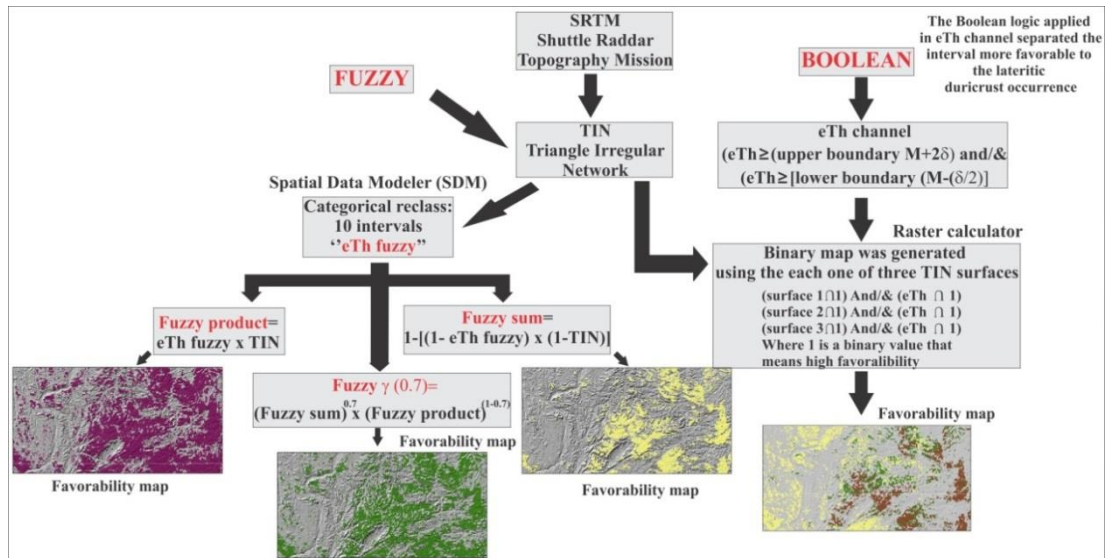 SRTM
Shuttle Raddar
Topography Mission
The Boolean logic applied
in eTh channel separated the
interval more favorable to
the lateritic
duricrust occurrence
FUZZY
BOOLEAN
TIN
Triangle Irregular
Network
eTh channel
(eTh≥(upper boundary M+2δ) and/&
(eTh≥[lower boundary (M-(δ/2)]
Spatial Data Modeler (SDM)
Categorical reclass:
10 intervals
‘’eTh fuzzy”
Raster calculator
Binary map was generated
using the each one of three TIN surfaces
(surface 1∩1) And/& (eTh ∩ 1)
(surface 2∩1) And/& (eTh ∩ 1)
(surface 3∩1) And/& (eTh ∩ 1)
Where 1 is a binary value that
means high favoralibility
Fuzzy product=
eTh fuzzy x TIN
Fuzzy sum=
1-[(1- eTh fuzzy) x (1-TIN)]
Fuzzy γ (0.7)=
(Fuzzy sum)^0.7 x (Fuzzy product)^(1-0.7)
Favorability map
Favorability map
Favorability map
Favorability map